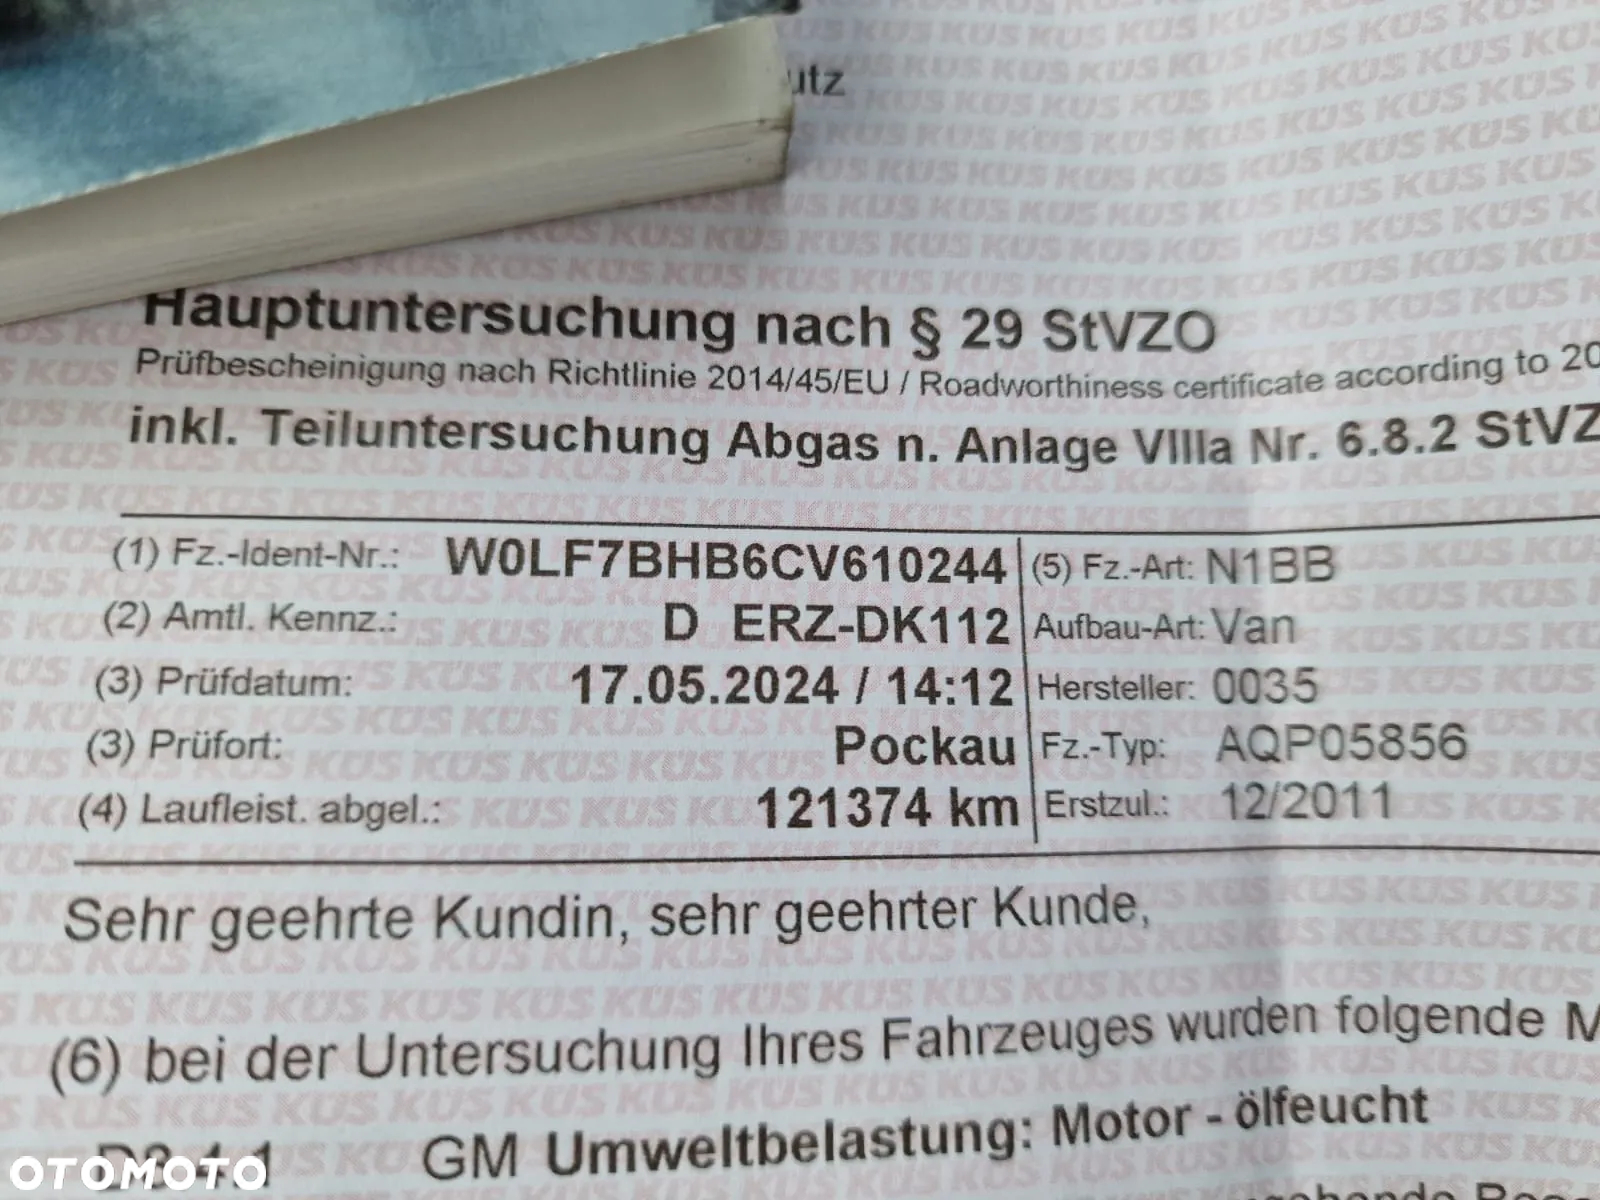 utz
Hauptuntersuchung nach § 29 StVZO
Prüfbescheinigung nach Richtlinie 2014/45/EU / Roadworthiness certificate according to 20
inkl. Teiluntersuchung Abgas n. Anlage VIIIa Nr. 6.8.2 StVZ
(1) Fz.-Ident-Nr.: W0LF7BHB6CV610244 (5) Fz.-Art: N1BB
(2) Amtl. Kennz.: D ERZ-DK112 Aufbau-Art: Van
(3) Prüfdatum: 17.05.2024 / 14:12 Hersteller: 0035
(3) Prüfort: Pockau Fz.-Typ: AQP05856
(4) Laufleist. abgel.: 121374 km Erstzul.: 12/2011
Sehr geehrte Kundin, sehr geehrter Kunde,
(6) bei der Untersuchung Ihres Fahrzeuges wurden folgende M
GM Umweltbelastung: Motor - ölfeucht
OTOMOTO